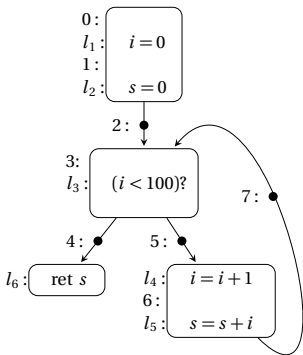 0:
l₁: i = 0
1:
l₂: s = 0
2:
3:
l₃: (i < 100)?
7:
4: 5:
l₆: ret s l₄: i = i + 1
6:
l₅: s = s + i